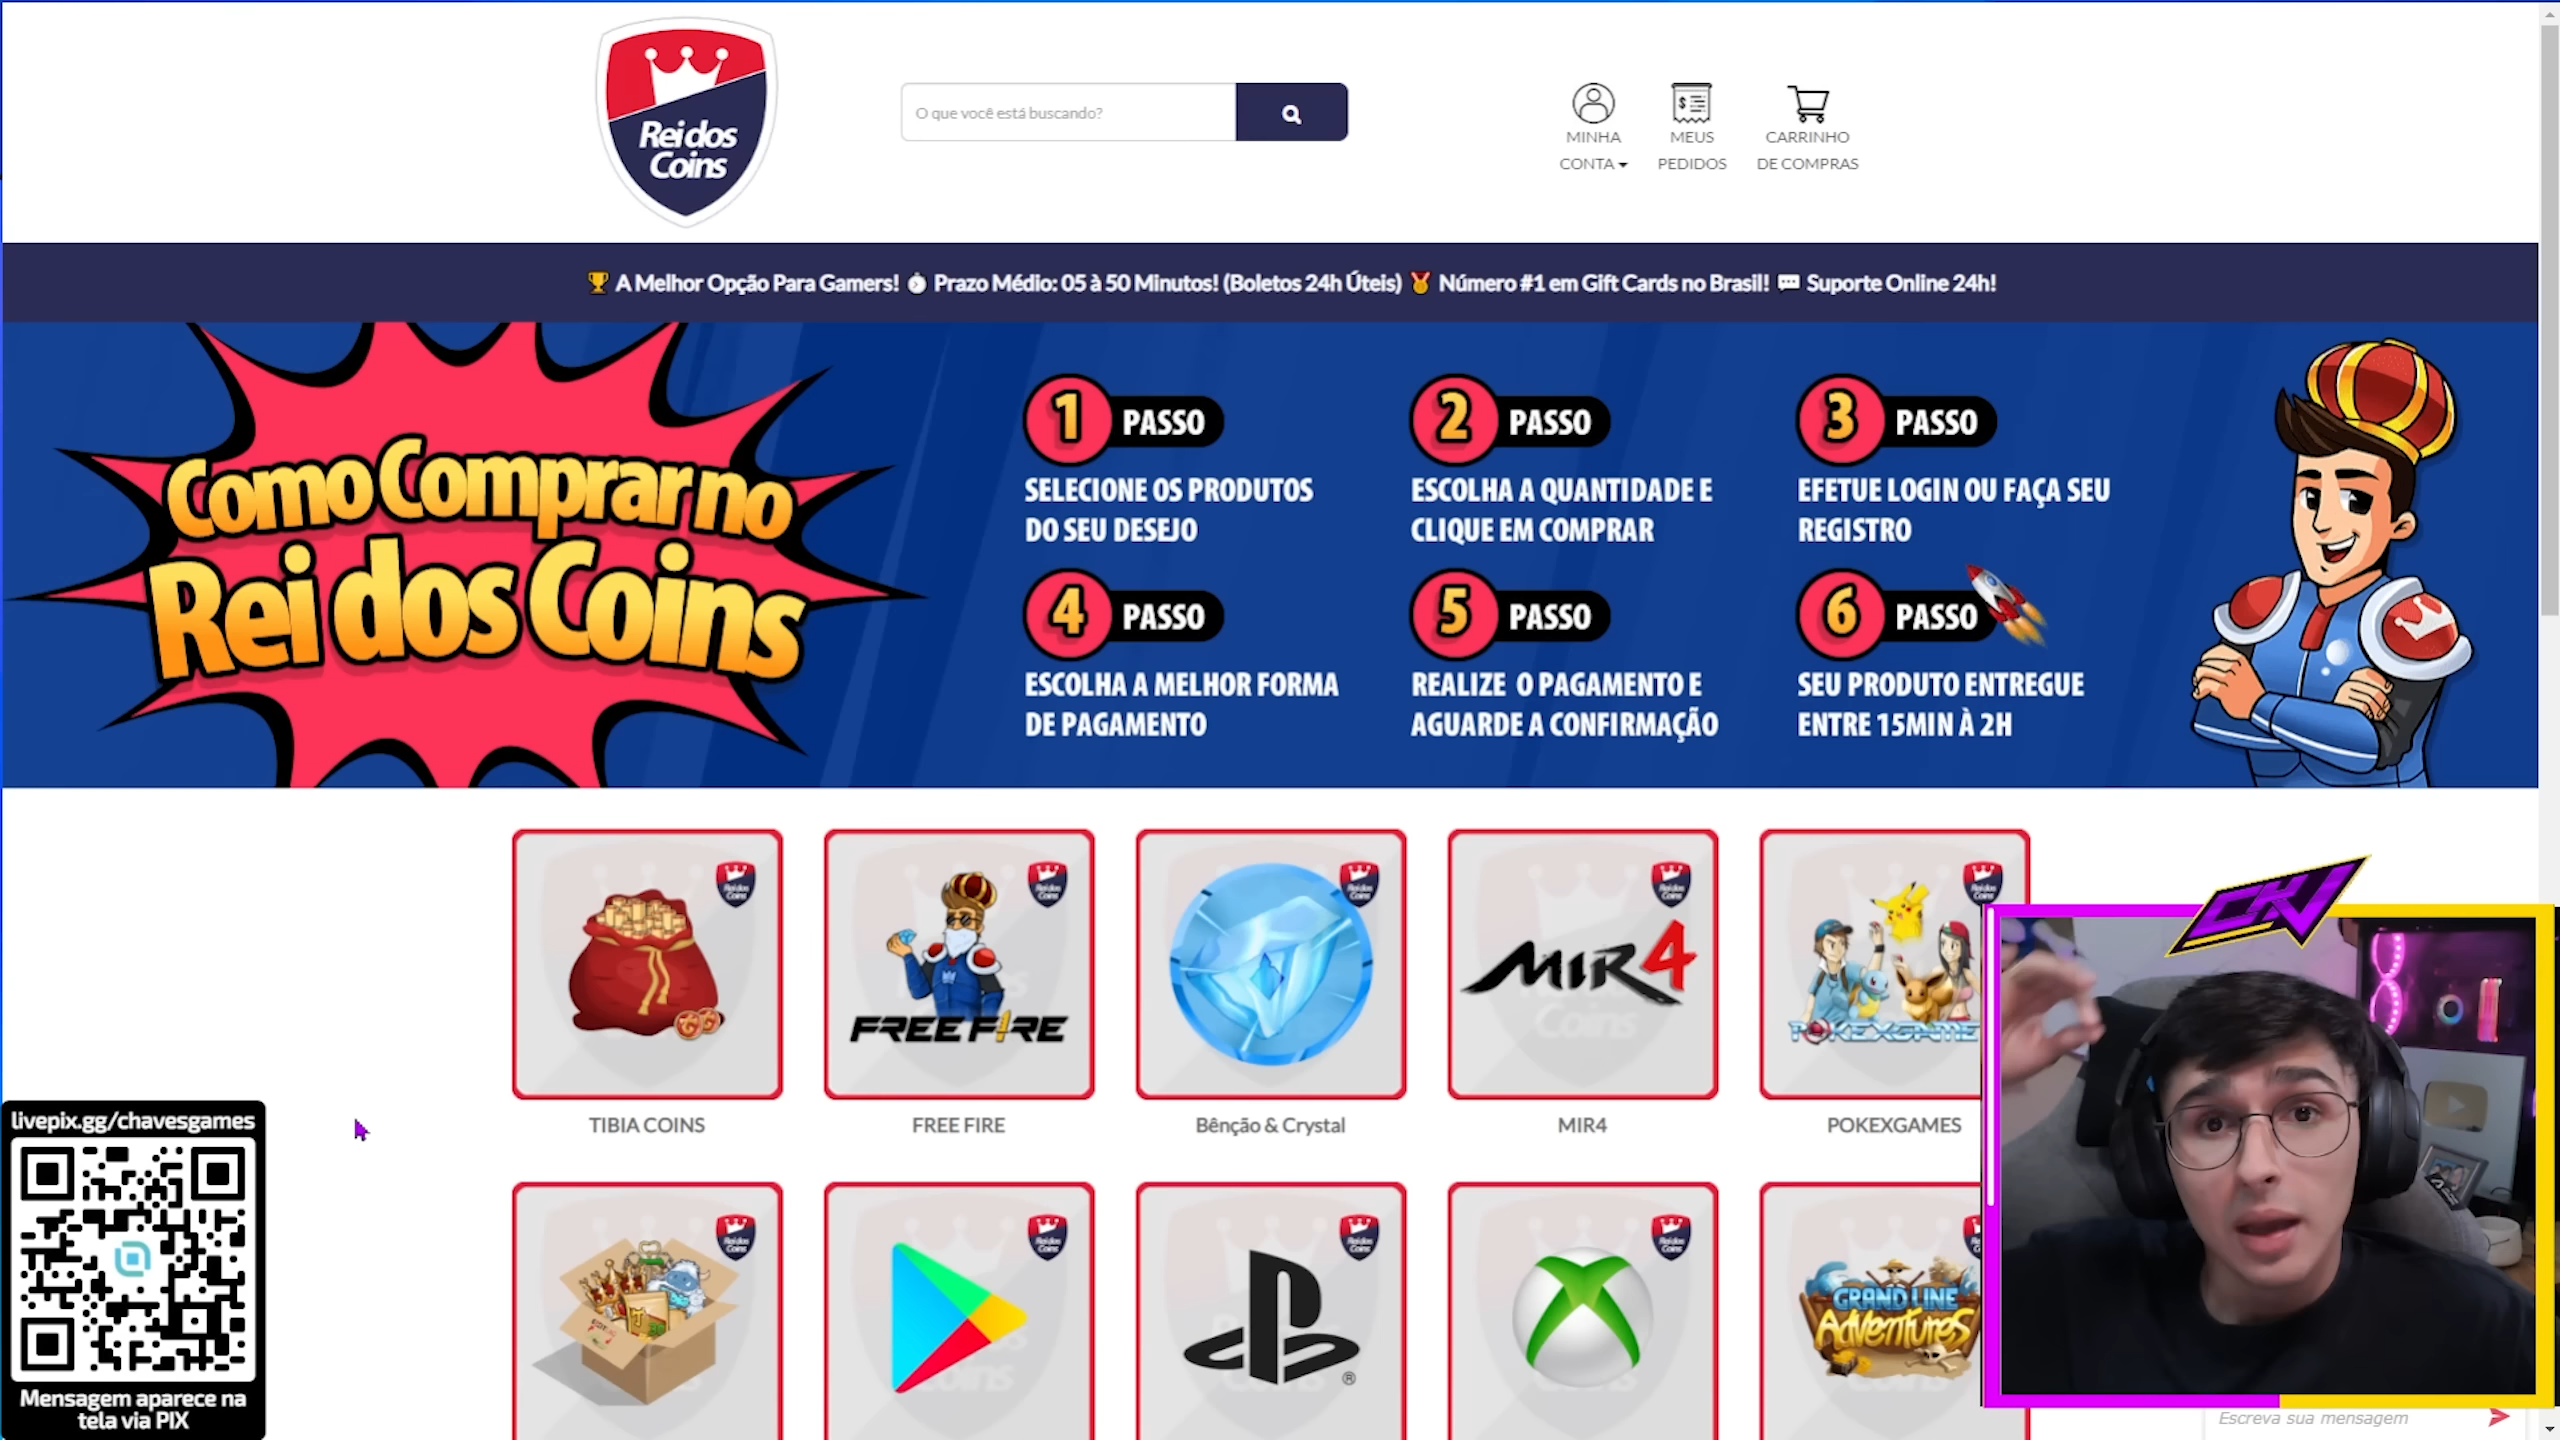 Rei dos
Coins
O que você está buscando?
MINHA
CONTA
MEUS
PEDIDOS
CARRINHO
DE COMPRAS
🏆 A Melhor Opção Para Gamers! ⏱ Prazo Médio: 05 à 50 Minutos! (Boletos 24h Úteis) 🏅 Número #1 em Gift Cards no Brasil! 💬 Suporte Online 24h!
Como Comprar no
Rei dos Coins
1 PASSO
SELECIONE OS PRODUTOS
DO SEU DESEJO
2 PASSO
ESCOLHA A QUANTIDADE E
CLIQUE EM COMPRAR
3 PASSO
EFETUE LOGIN OU FAÇA SEU
REGISTRO
4 PASSO
ESCOLHA A MELHOR FORMA
DE PAGAMENTO
5 PASSO
REALIZE O PAGAMENTO E
AGUARDE A CONFIRMAÇÃO
6 PASSO
SEU PRODUTO ENTREGUE
ENTRE 15MIN À 2H
FREE FIRE
MIR4
POKEXGAME
TIBIA COINS
FREE FIRE
Bênção & Crystal
MIR4
POKEXGAMES
GRAND LINE
Adventures
livepix.gg/chavesgames
Mensagem aparece na
tela via PIX
Escreva sua mensagem